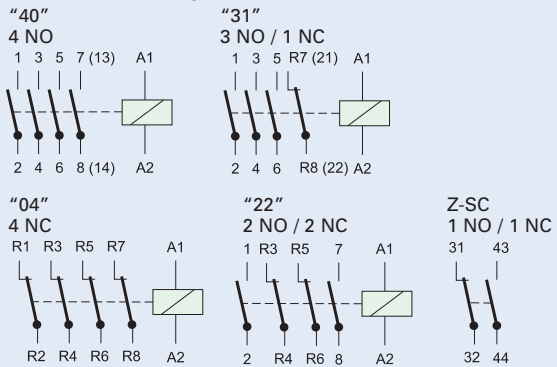 “40”
4 NO
1 3 5 7 (13) A1
2 4 6 8 (14) A2
“31”
3 NO / 1 NC
1 3 5 R7 (21) A1
2 4 6 R8 (22) A2
“04”
4 NC
R1 R3 R5 R7 A1
R2 R4 R6 R8 A2
“22”
2 NO / 2 NC
1 R3 R5 7 A1
2 R4 R6 8 A2
Z-SC
1 NO / 1 NC
31 43
32 44